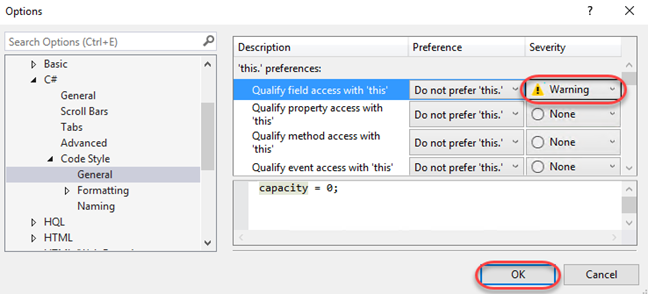 Options
?
Search Options (Ctrl+E)
Basic
C#
General
Scroll Bars
Tabs
Advanced
Code Style
General
Formatting
Naming
HQL
HTML
Description Preference Severity
'this.' preferences:
Qualify field access with 'this' Do not prefer 'this.' Warning
Qualify property access with 'this' Do not prefer 'this.' None
Qualify method access with 'this' Do not prefer 'this.' None
Qualify event access with 'this' Do not prefer 'this.' None
capacity = 0;
OK Cancel